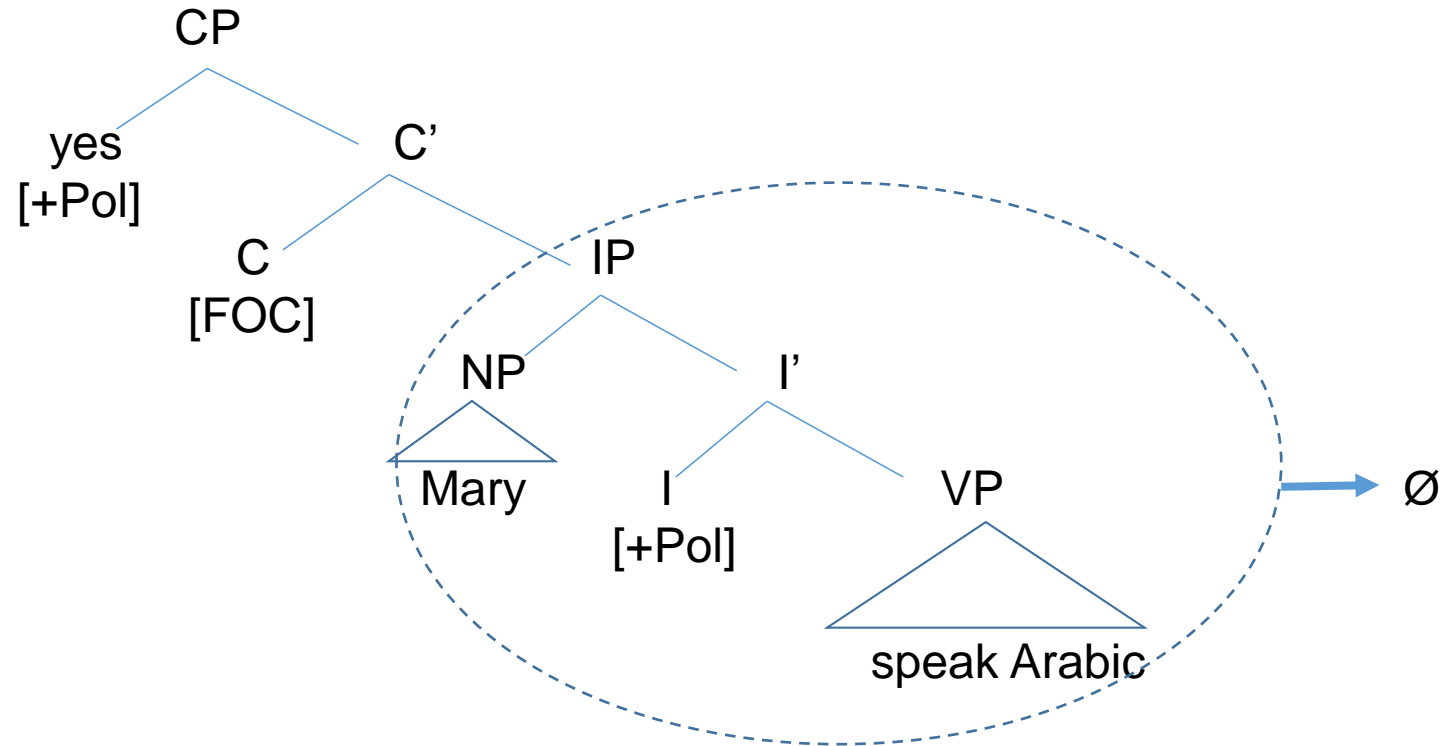 CP
yes C’
[+Pol]
C IP
[FOC]
NP I’
Mary I VP Ø
[+Pol]
speak Arabic